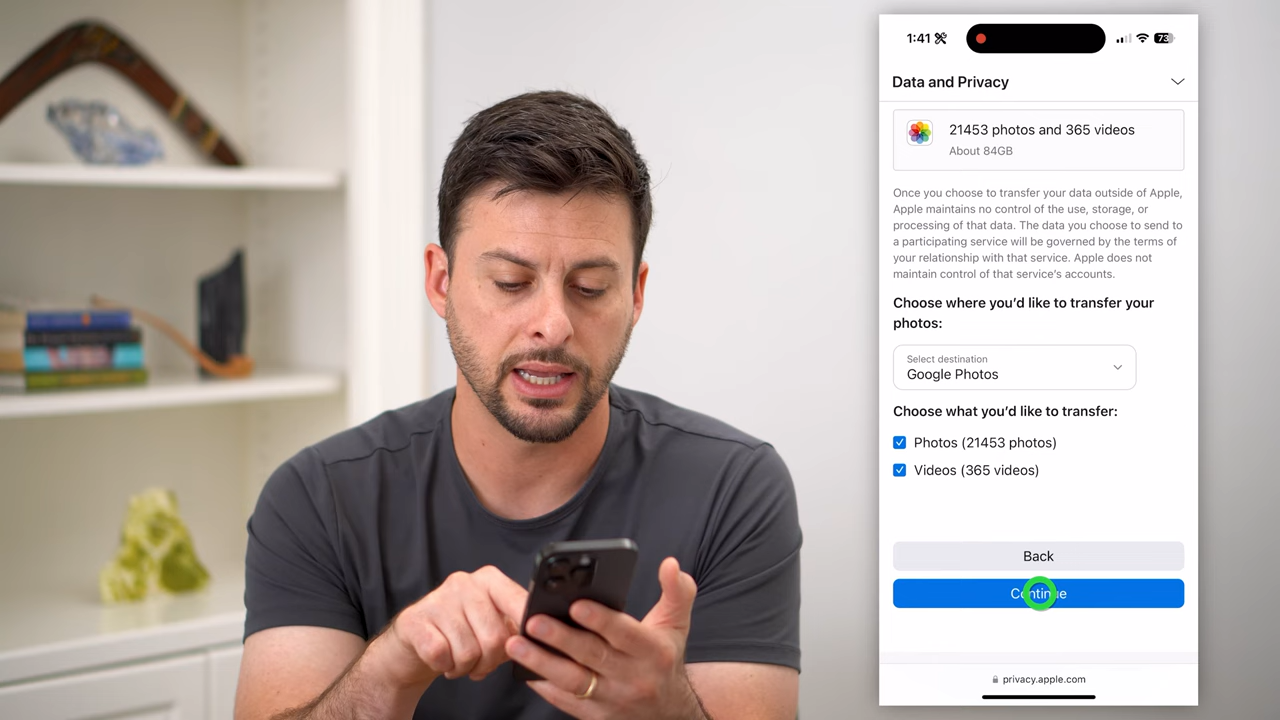 1:41
73
Data and Privacy
21453 photos and 365 videos
About 84GB
Once you choose to transfer your data outside of Apple,
Apple maintains no control of the use, storage, or
processing of that data. The data you choose to send to
a participating service will be governed by the terms of
your relationship with that service. Apple does not
maintain control of that service's accounts.
Choose where you'd like to transfer your
photos:
Select destination
Google Photos
Choose what you'd like to transfer:
Photos (21453 photos)
Videos (365 videos)
Back
Continue
privacy.apple.com